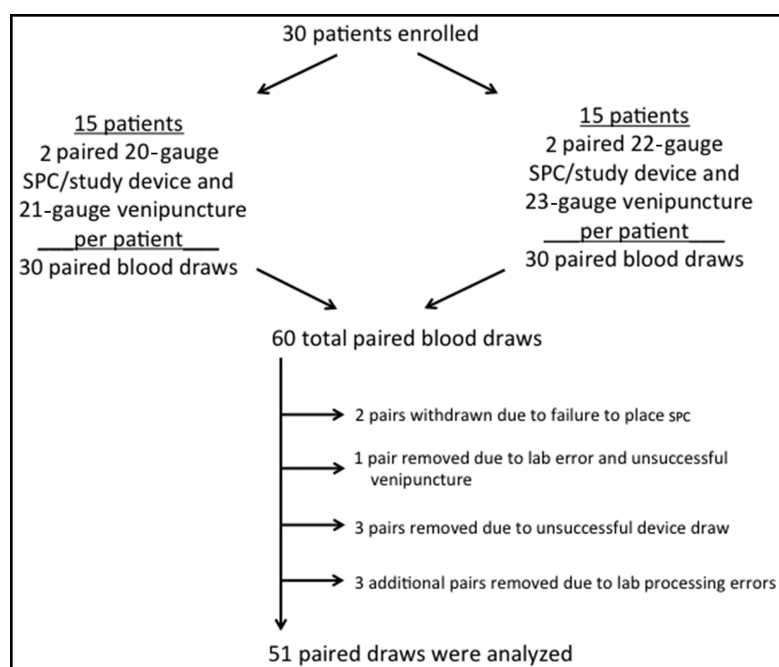 30 patients enrolled
15 patients
2 paired 20-gauge
SPC/study device and
21-gauge venipuncture
___per patient___
30 paired blood draws
15 patients
2 paired 22-gauge
SPC/study device and
23-gauge venipuncture
___per patient___
30 paired blood draws
60 total paired blood draws
2 pairs withdrawn due to failure to place SPC
1 pair removed due to lab error and unsuccessful
venipuncture
3 pairs removed due to unsuccessful device draw
3 additional pairs removed due to lab processing errors
51 paired draws were analyzed